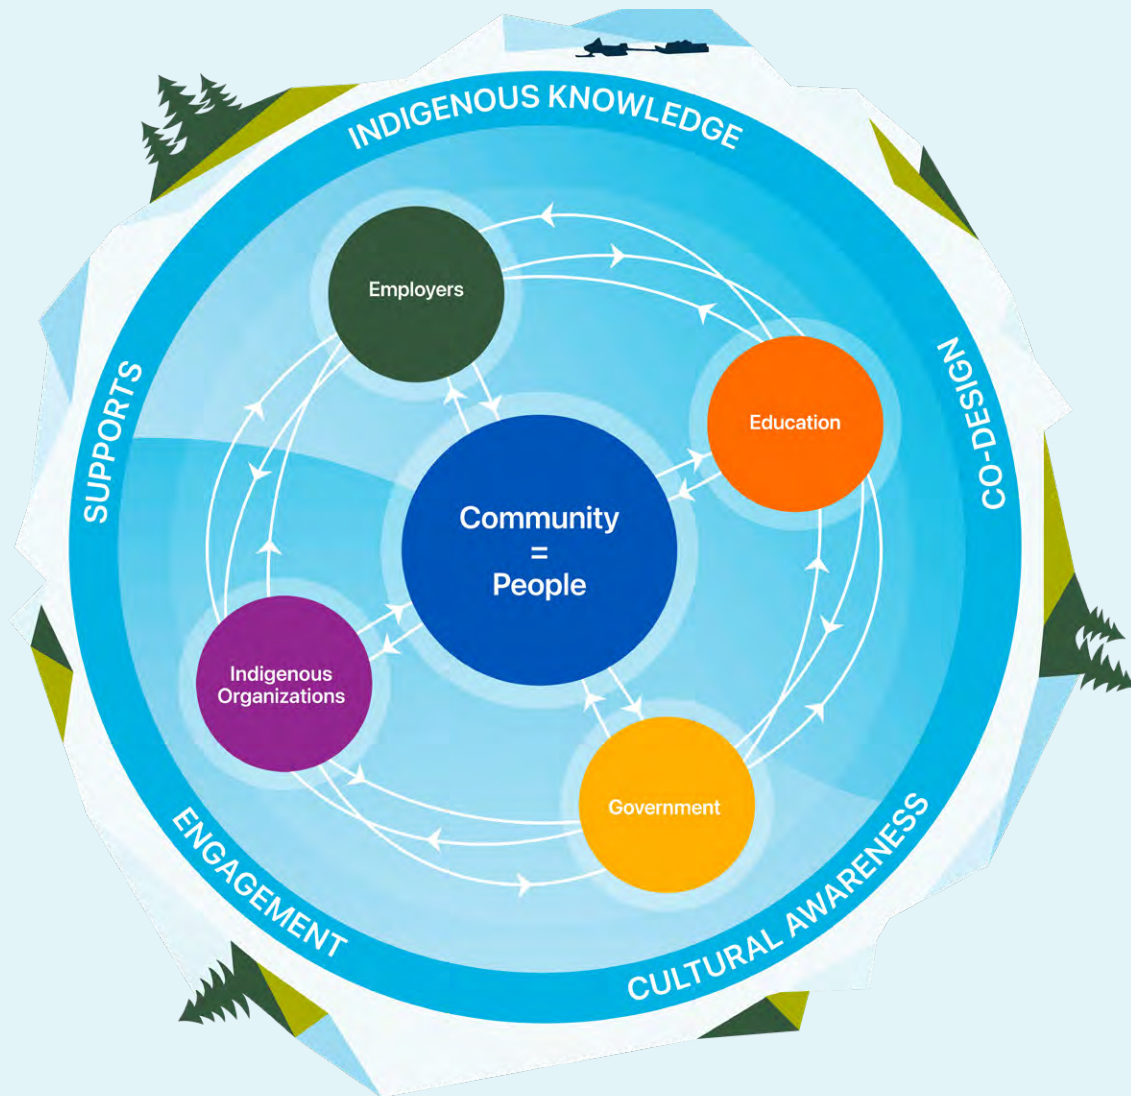 INDIGENOUS KNOWLEDGE
Employers
SUPPORTS
CO-DESIGN
Education
Community
=
People
Indigenous
Organizations
Government
ENGAGEMENT
CULTURAL AWARENESS